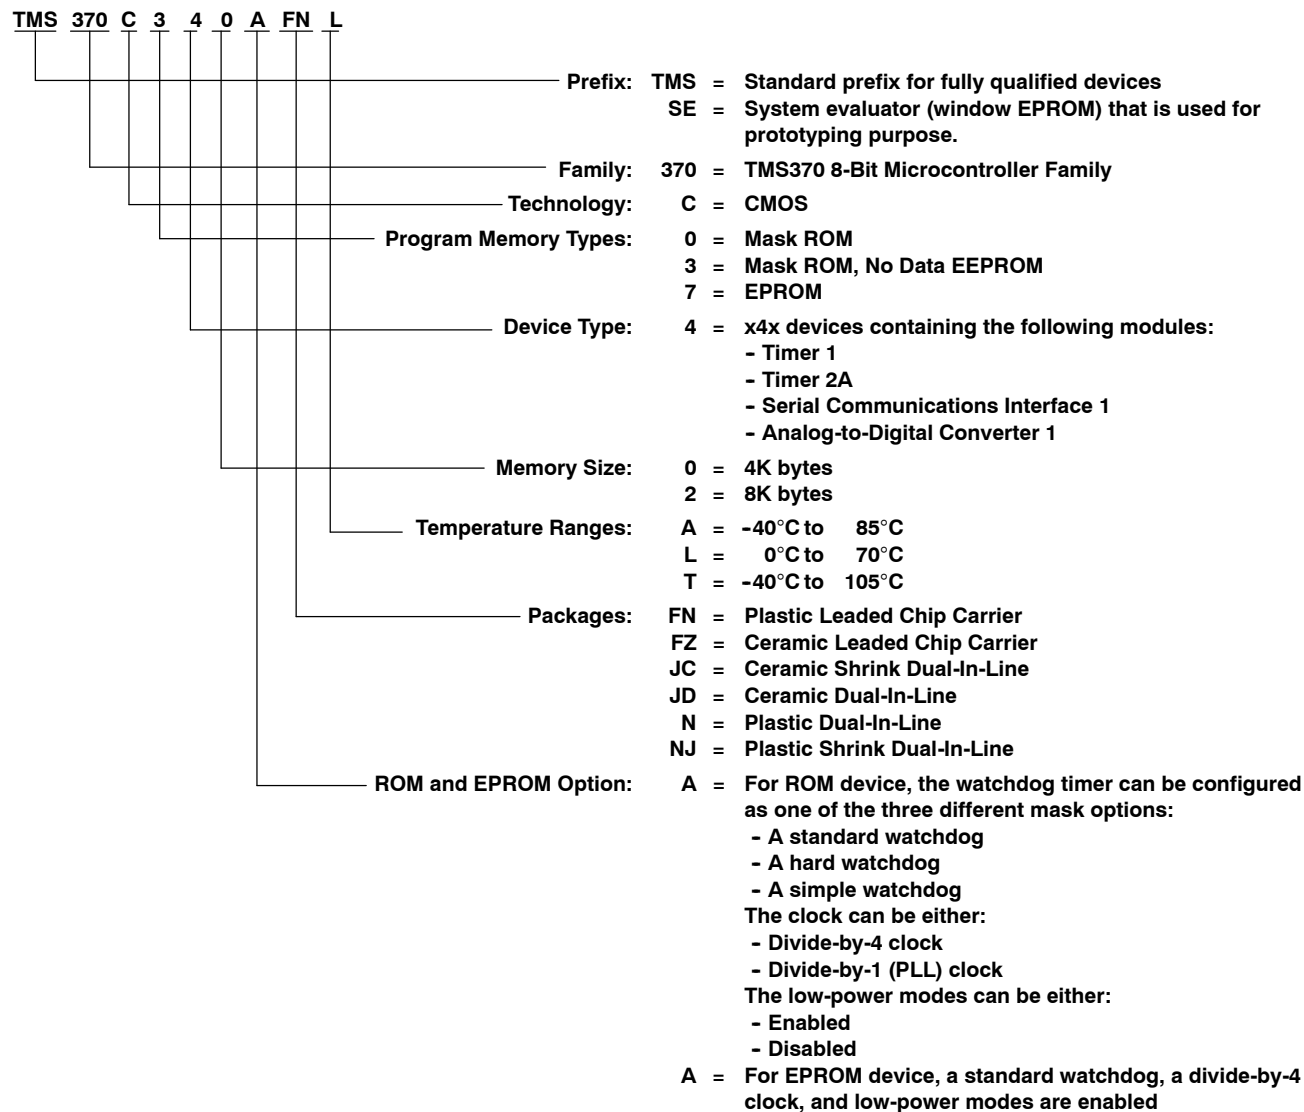 TMS 370 C 3 4 0 A FN L
Prefix: TMS = Standard prefix for fully qualified devices
SE = System evaluator (window EPROM) that is used for
prototyping purpose.
Family: 370 = TMS370 8-Bit Microcontroller Family
Technology: C = CMOS
Program Memory Types: 0 = Mask ROM
3 = Mask ROM, No Data EEPROM
7 = EPROM
Device Type: 4 = x4x devices containing the following modules:
- Timer 1
- Timer 2A
- Serial Communications Interface 1
- Analog-to-Digital Converter 1
Memory Size: 0 = 4K bytes
2 = 8K bytes
Temperature Ranges: A = -40°C to 85°C
L = 0°C to 70°C
T = -40°C to 105°C
Packages: FN = Plastic Leaded Chip Carrier
FZ = Ceramic Leaded Chip Carrier
JC = Ceramic Shrink Dual-In-Line
JD = Ceramic Dual-In-Line
N = Plastic Dual-In-Line
NJ = Plastic Shrink Dual-In-Line
ROM and EPROM Option: A = For ROM device, the watchdog timer can be configured
as one of the three different mask options:
- A standard watchdog
- A hard watchdog
- A simple watchdog
The clock can be either:
- Divide-by-4 clock
- Divide-by-1 (PLL) clock
The low-power modes can be either:
- Enabled
- Disabled
A = For EPROM device, a standard watchdog, a divide-by-4
clock, and low-power modes are enabled